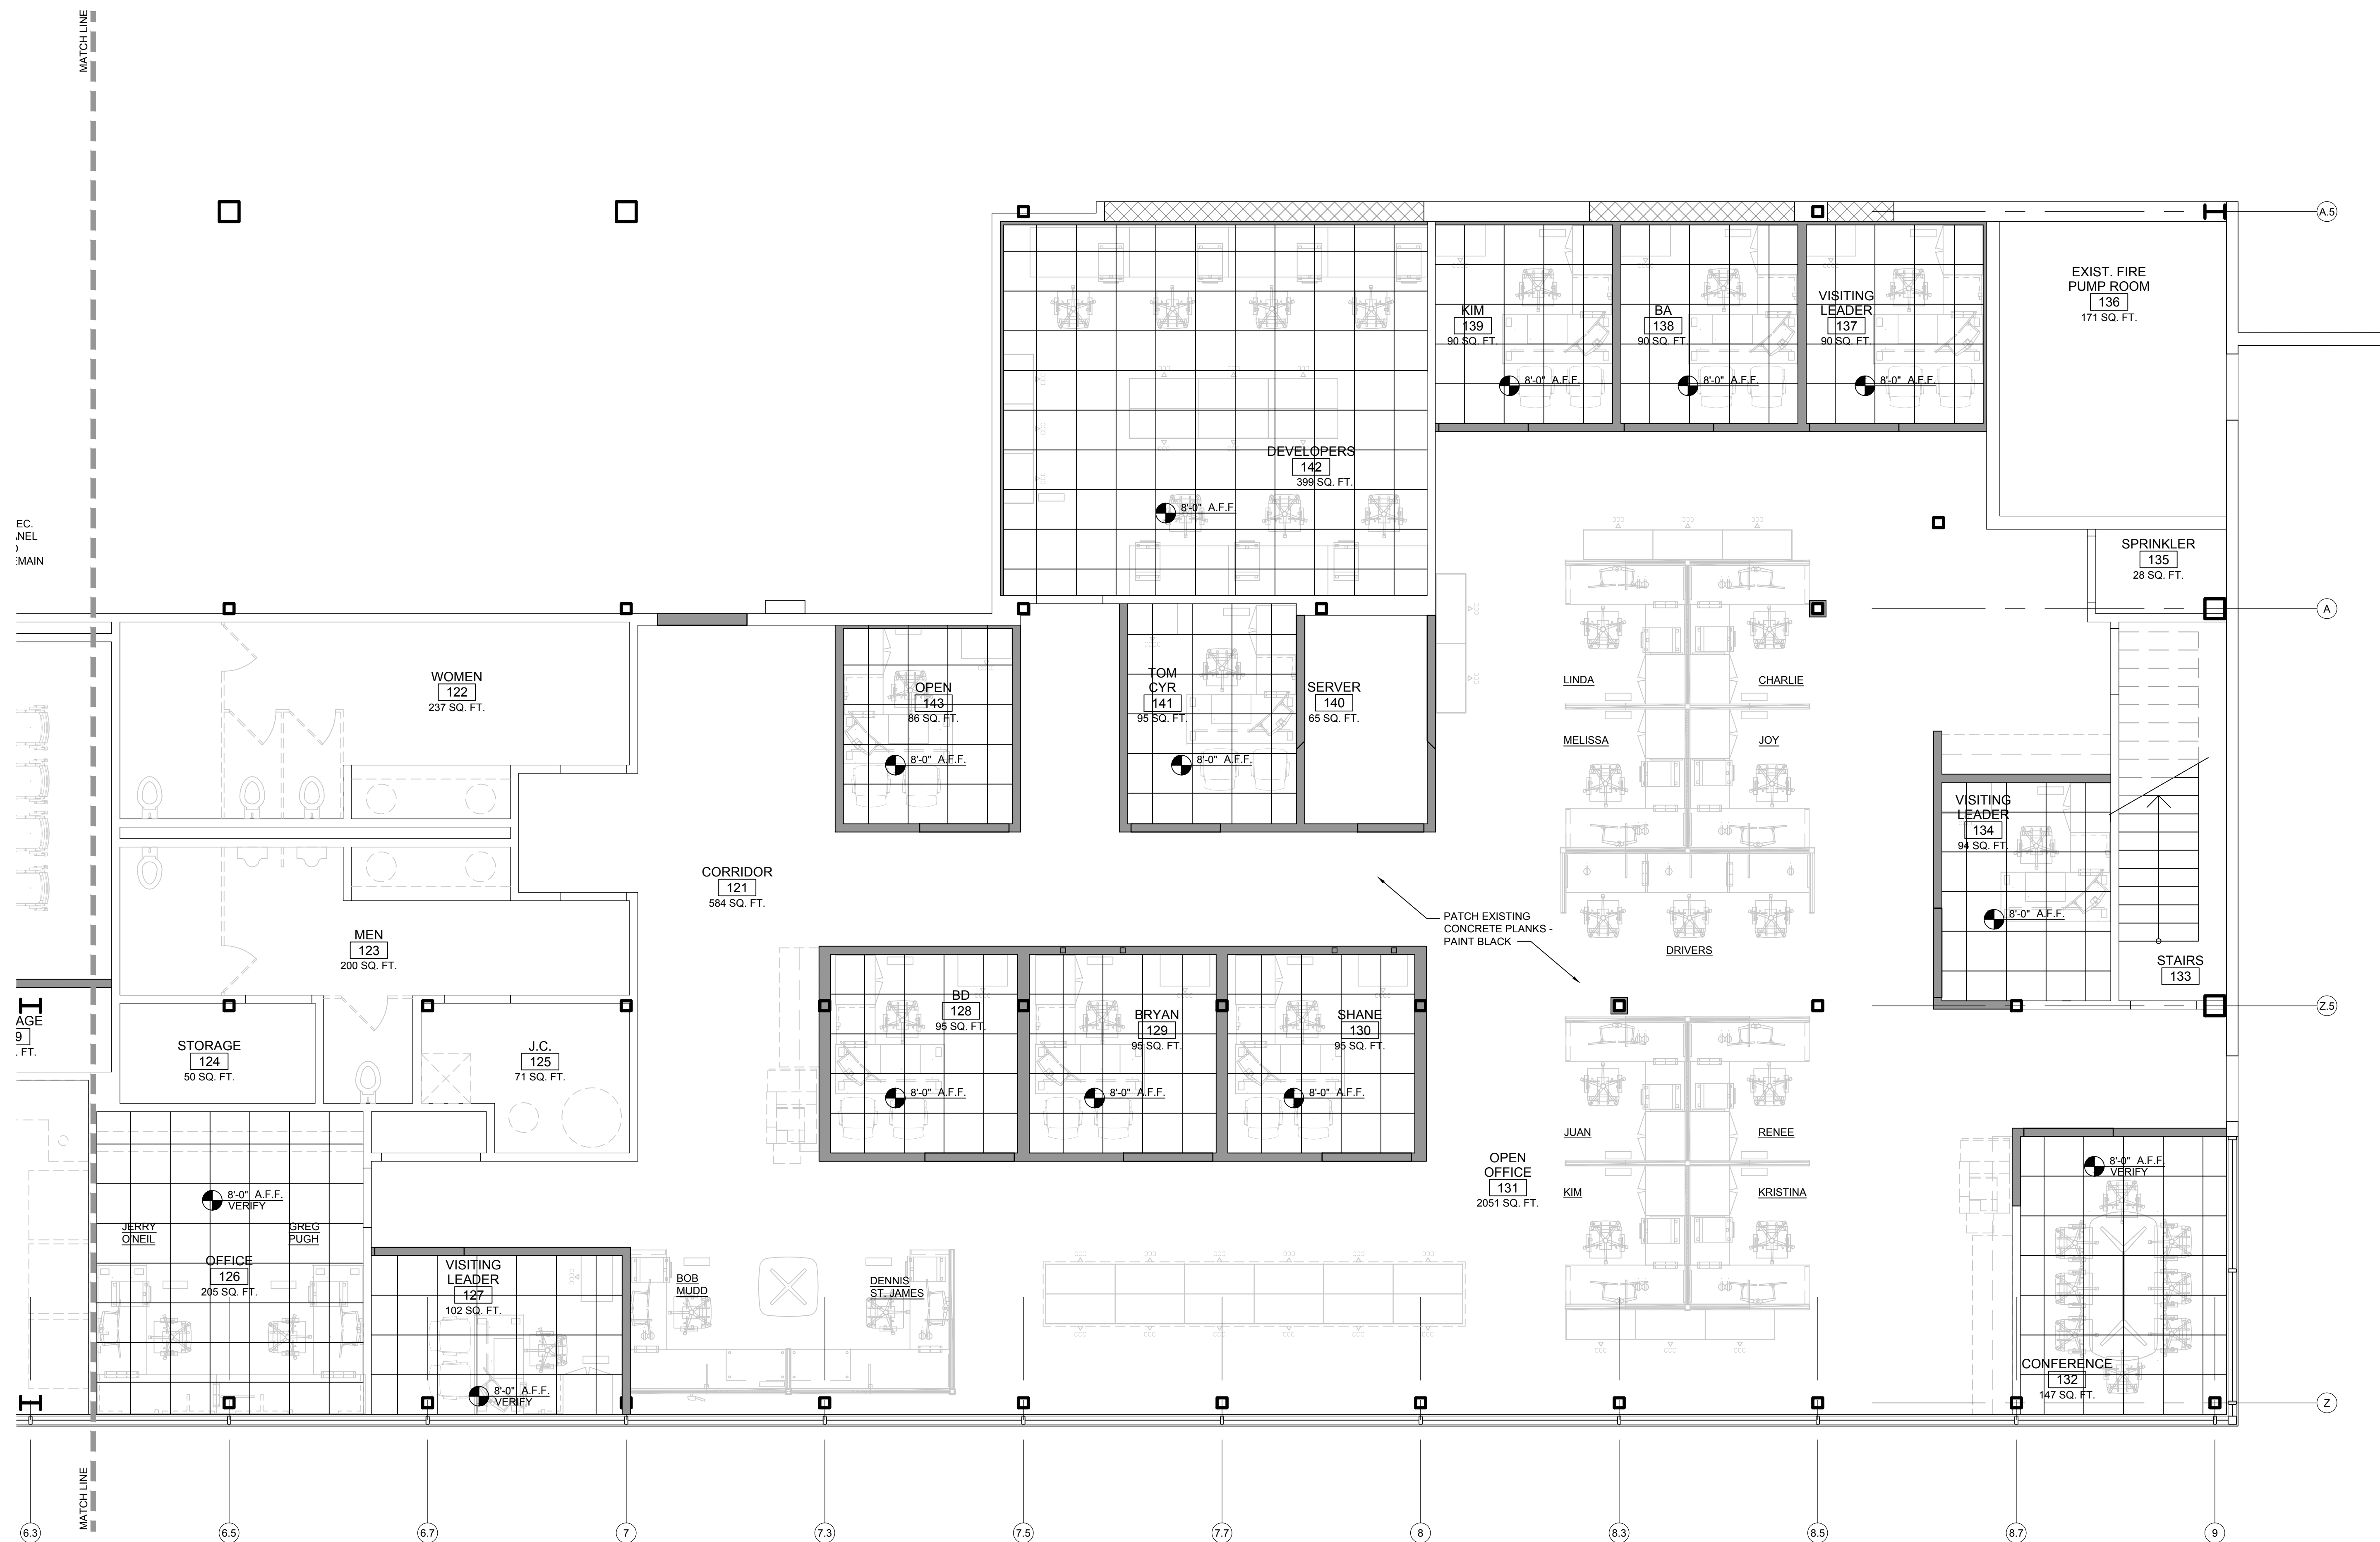 MATCH LINE
A.5
EXIST. FIRE
PUMP ROOM
136
171 SQ. FT.
KIM
139
90 SQ. FT.
8'-0" A.F.F.
BA
138
90 SQ. FT.
8'-0" A.F.F.
VISITING
LEADER
137
90 SQ. FT.
8'-0" A.F.F.
DEVELOPERS
142
399 SQ. FT.
8'-0" A.F.F.
EC.
EMAIN
SPRINKLER
135
28 SQ. FT.
A
WOMEN
122
237 SQ. FT.
OPEN
143
86 SQ. FT.
8'-0" A.F.F.
TOM
CYR
141
95 SQ. FT.
8'-0" A.F.F.
SERVER
140
65 SQ. FT.
LINDA
CHARLIE
MELISSA
JOY
VISITING
LEADER
134
94 SQ. FT.
8'-0" A.F.F.
CORRIDOR
121
584 SQ. FT.
PATCH EXISTING
CONCRETE PLANKS -
PAINT BLACK
DRIVERS
MEN
123
200 SQ. FT.
STAIRS
133
Z.5
AGE
9
. FT.
STORAGE
124
50 SQ. FT.
J.C.
125
71 SQ. FT.
BD
128
95 SQ. FT.
8'-0" A.F.F.
BRYAN
129
95 SQ. FT.
8'-0" A.F.F.
SHANE
130
95 SQ. FT.
8'-0" A.F.F.
JUAN
RENEE
KIM
KRISTINA
OPEN
OFFICE
131
2051 SQ. FT.
8'-0" A.F.F.
VERIFY
8'-0" A.F.F.
VERIFY
JERRY
O'NEIL
GREG
PUGH
OFFICE
126
205 SQ. FT.
VISITING
LEADER
127
102 SQ. FT.
8'-0" A.F.F.
VERIFY
BOB
MUDD
DENNIS
ST. JAMES
CONFERENCE
132
147 SQ. FT.
Z
MATCH LINE
6.3
6.5
6.7
7
7.3
7.5
7.7
8
8.3
8.5
8.7
9